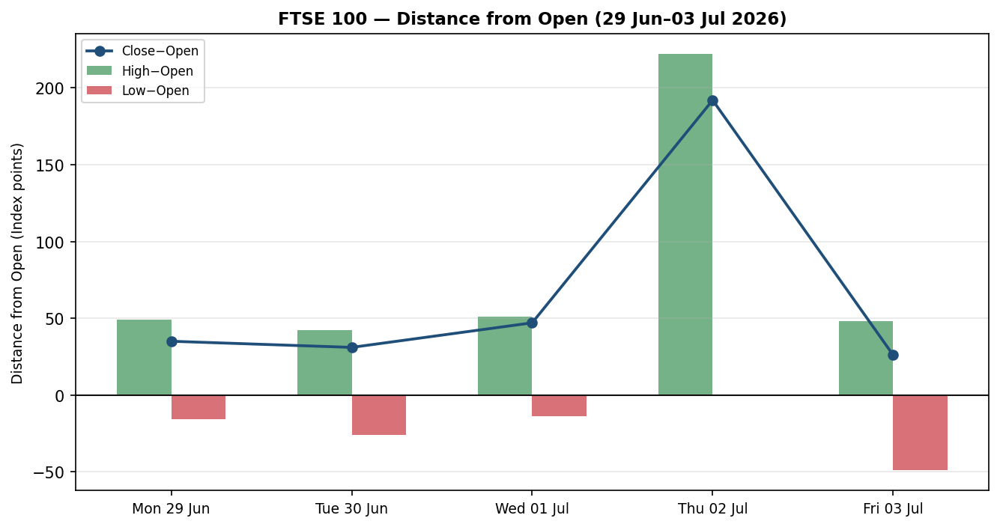 FTSE 100 — Distance from Open (29 Jun–03 Jul 2026)
Close−Open
High−Open
Low−Open
Distance from Open (Index points)
200
150
100
50
0
−50
Mon 29 Jun
Tue 30 Jun
Wed 01 Jul
Thu 02 Jul
Fri 03 Jul